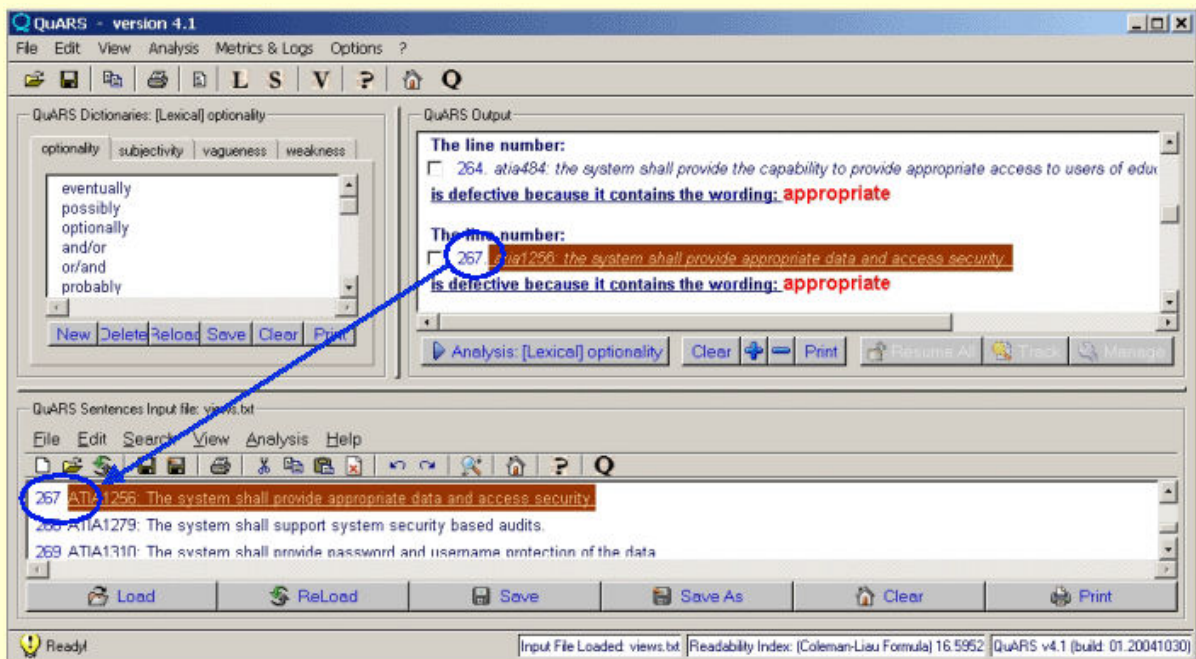 QuARS - version 4.1
File Edit View Analysis Metrics & Logs Options ?
L S V ? Q
QuARS Dictionaries: [Lexical] optionality
optionality subjectivity vagueness weakness
eventually
possibly
optionally
and/or
or/and
probably
New Delete Reload Save Clear Print
QuARS Output
The line number:
264. atia484: the system shall provide the capability to provide appropriate access to users of educ
is defective because it contains the wording: appropriate
The line number:
267. atia1256: the system shall provide appropriate data and access security.
is defective because it contains the wording: appropriate
Analysis: [Lexical] optionality Clear Print Resume All Track Manage
QuARS Sentences Input file: views.txt
File Edit Search View Analysis Help
? Q
267 ATIA1256: The system shall provide appropriate data and access security.
268 ATIA1279: The system shall support system security based audits.
269 ATIA1310: The system shall provide password and username protection of the data
Load ReLoad Save Save As Clear Print
Ready! Input File Loaded: views.txt Readability Index: (Coleman-Liau Formula) 16.5952 QuARS v4.1 (build: 01.20041030)